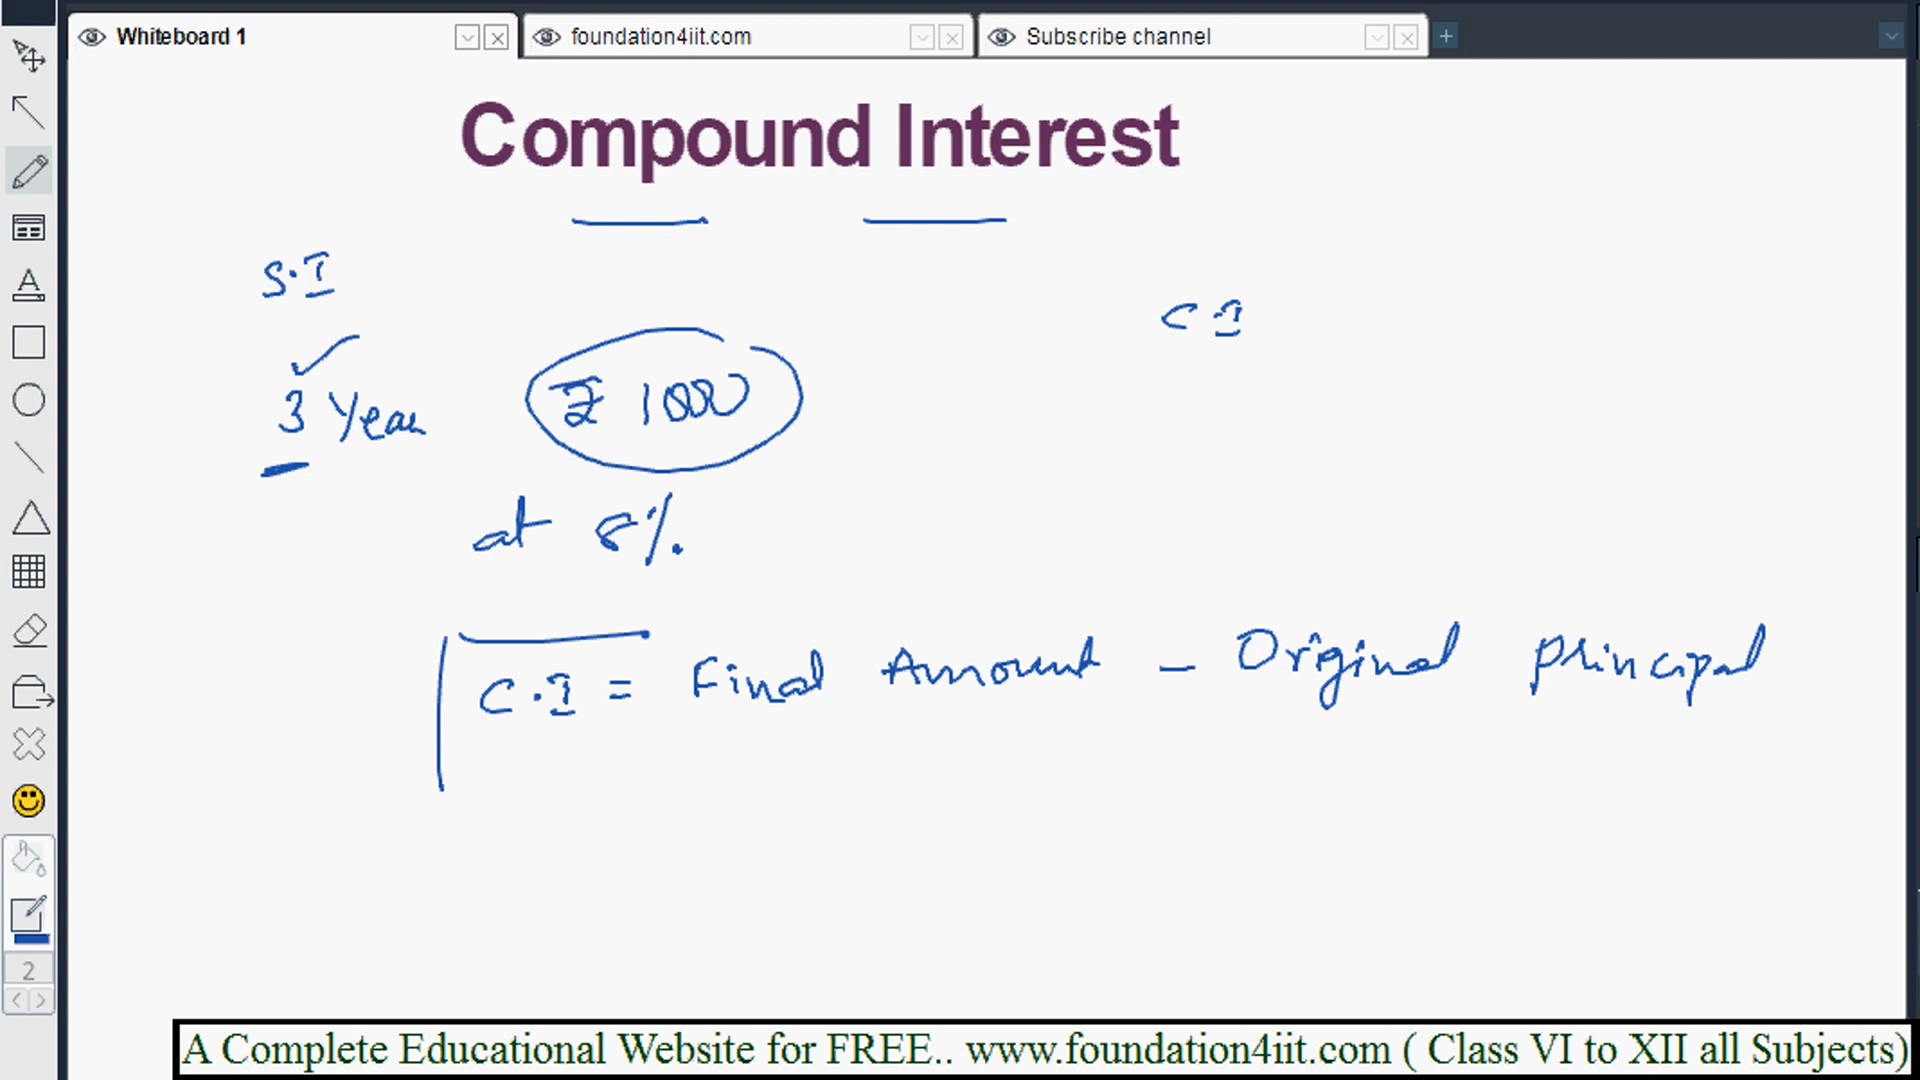 Whiteboard 1 foundation4iit.com Subscribe channel
Compound Interest
S.I
C I
3 Year ₹ 1000
at 8%.
C.I = Final Amount - Original Principal
2
A Complete Educational Website for FREE.. www.foundation4iit.com ( Class VI to XII all Subjects)